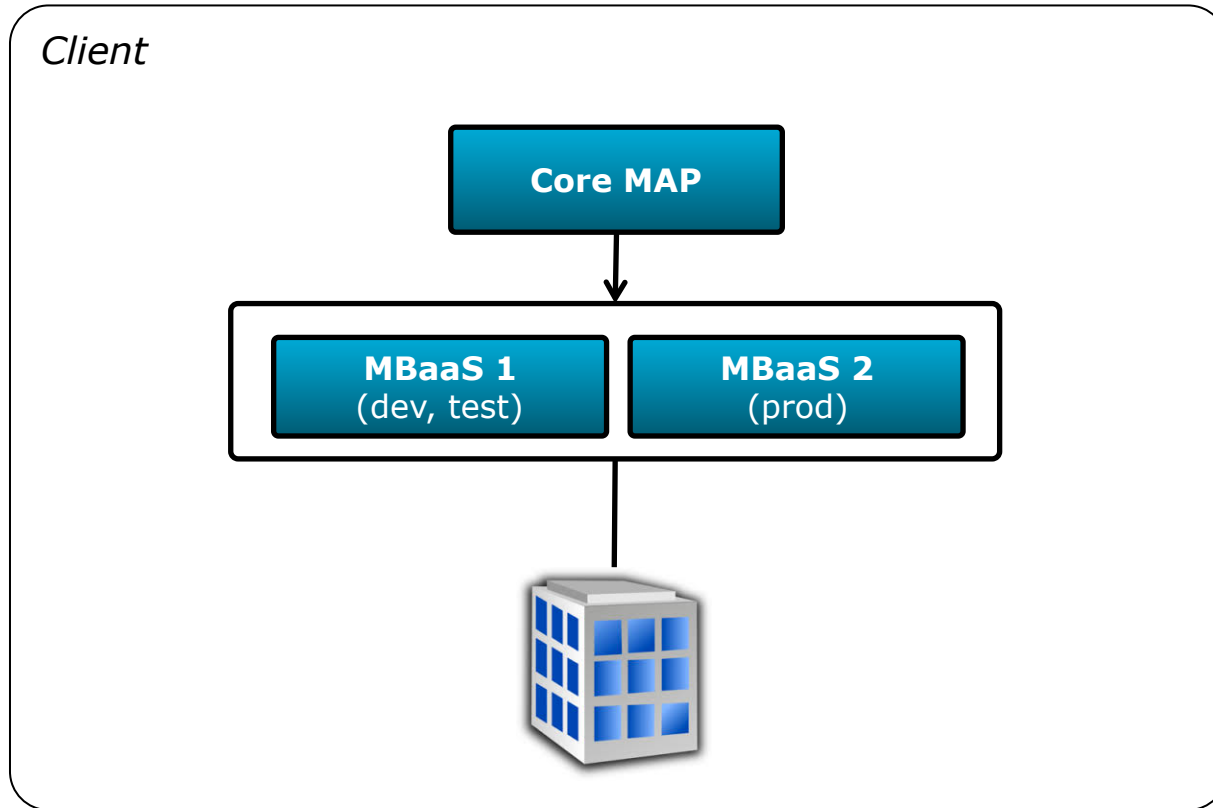 Client
Core MAP
MBaaS 1
(dev, test)
MBaaS 2
(prod)